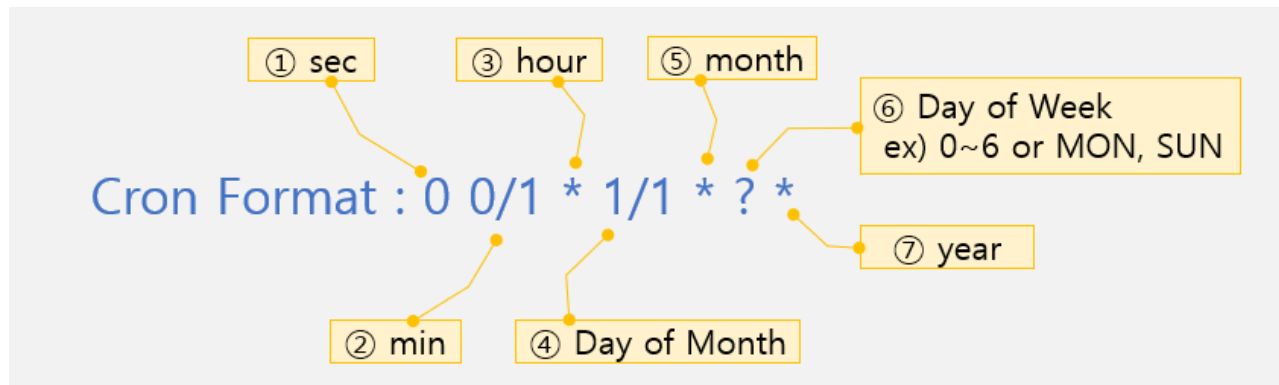 ① sec
③ hour
⑤ month
⑥ Day of Week
ex) 0~6 or MON, SUN
Cron Format : 0 0/1 * 1/1 * ? *
⑦ year
② min
④ Day of Month